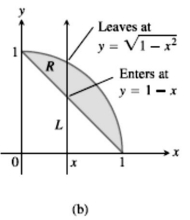 y
Leaves at
y = √1 − x²
1
R
Enters at
y = 1 − x
L
0 x 1 x
(b)